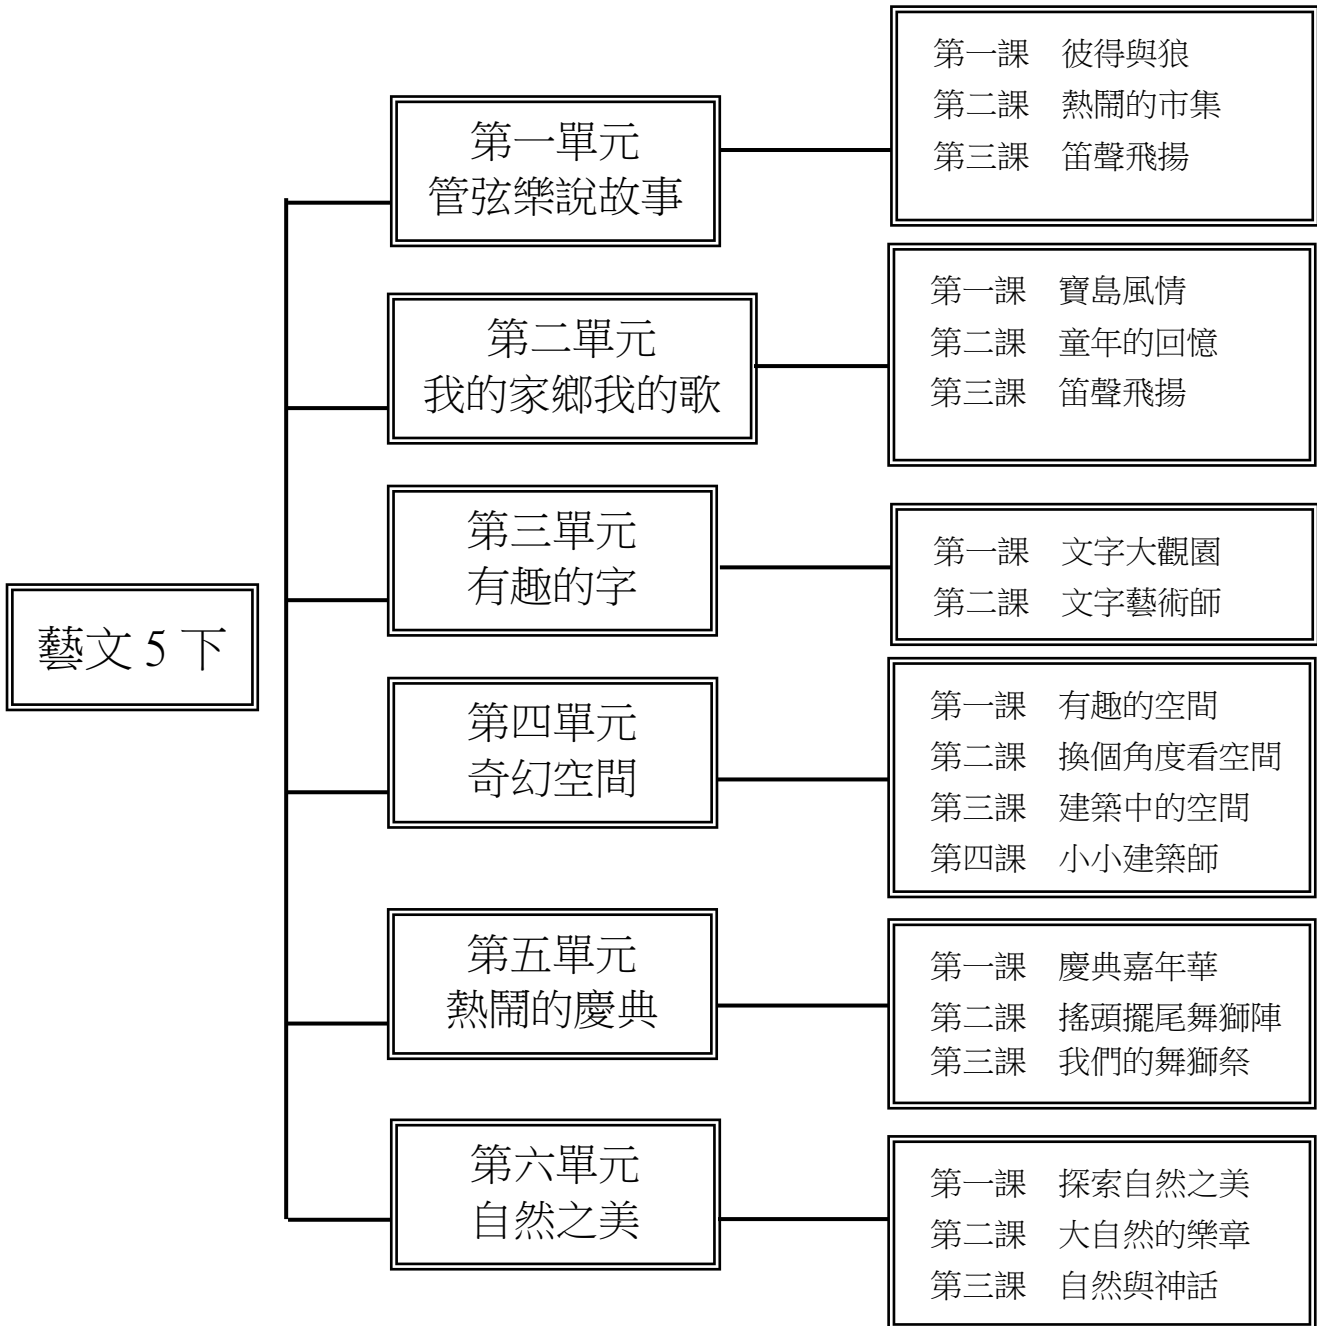 藝文5下
第一單元
管弦樂說故事
第一課　彼得與狼
第二課　熱鬧的市集
第三課　笛聲飛揚
第二單元
我的家鄉我的歌
第一課　寶島風情
第二課　童年的回憶
第三課　笛聲飛揚
第三單元
有趣的字
第一課　文字大觀園
第二課　文字藝術師
第四單元
奇幻空間
第一課　有趣的空間
第二課　換個角度看空間
第三課　建築中的空間
第四課　小小建築師
第五單元
熱鬧的慶典
第一課　慶典嘉年華
第二課　搖頭擺尾舞獅陣
第三課　我們的舞獅祭
第六單元
自然之美
第一課　探索自然之美
第二課　大自然的樂章
第三課　自然與神話